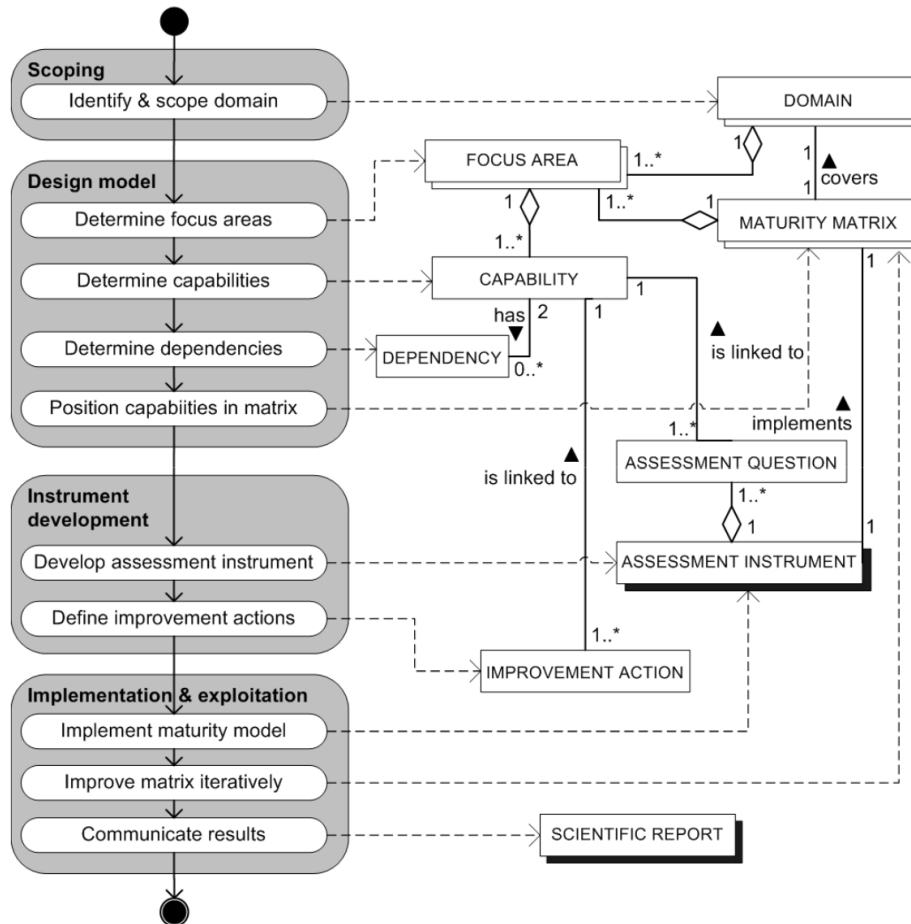 Scoping
Identify & scope domain
Design model
Determine focus areas
Determine capabilities
Determine dependencies
Position capabiities in matrix
Instrument
development
Develop assessment instrument
Define improvement actions
Implementation & exploitation
Implement maturity model
Improve matrix iteratively
Communicate results
DOMAIN
1
1
1..*
FOCUS AREA
covers
1
1..*
1
1
MATURITY MATRIX
1..*
1
CAPABILITY
1
has
2
1
DEPENDENCY
0..*
is linked to
1..*
implements
ASSESSMENT QUESTION
is linked to
1..*
1
1
ASSESSMENT INSTRUMENT
1..*
IMPROVEMENT ACTION
SCIENTIFIC REPORT